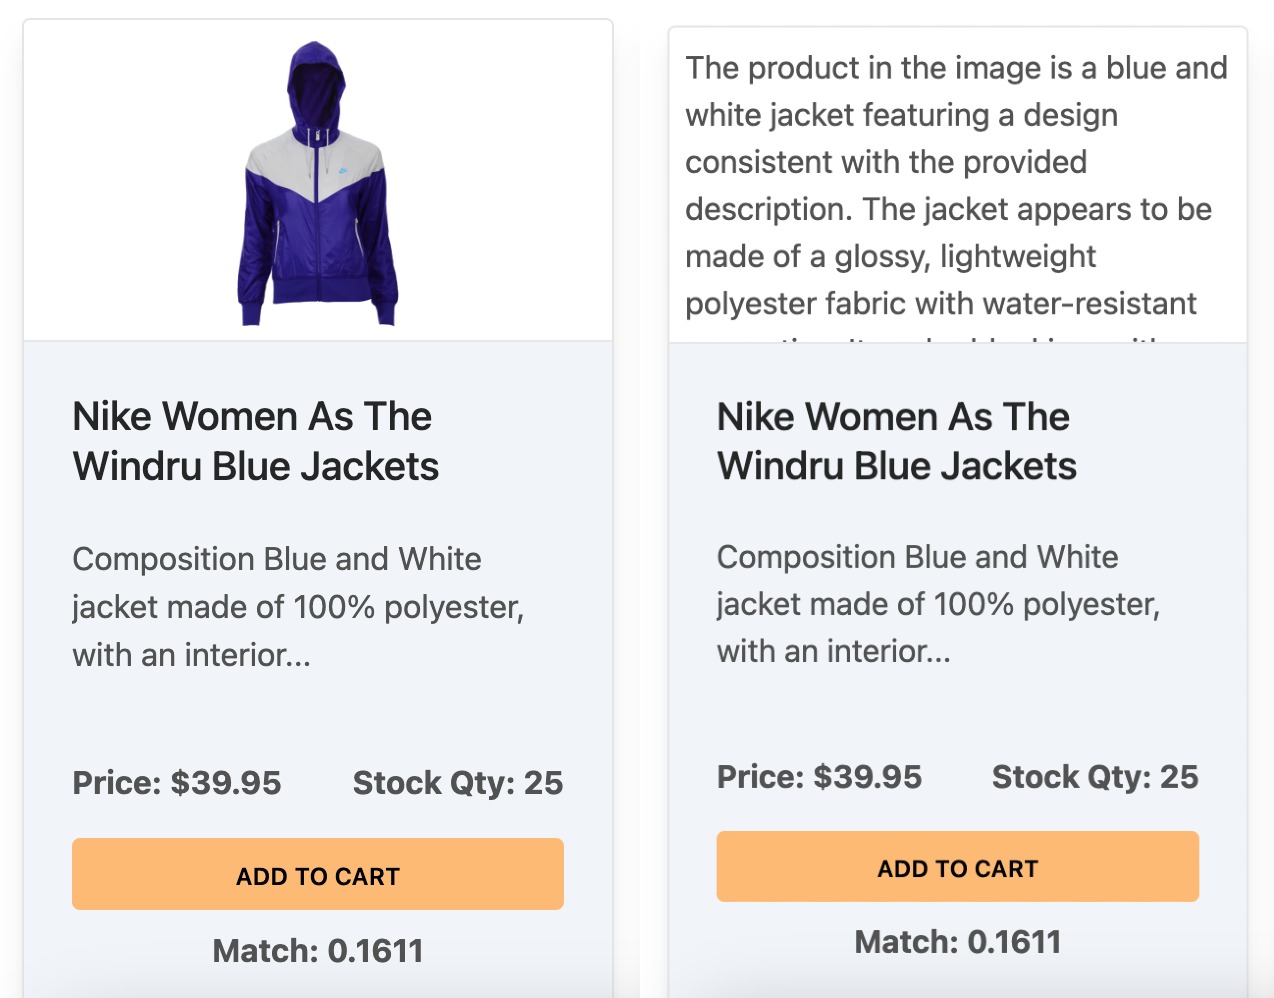 Nike Women As The
Windru Blue Jackets
Composition Blue and White
jacket made of 100% polyester,
with an interior...
Price: $39.95 Stock Qty: 25
ADD TO CART
Match: 0.1611
The product in the image is a blue and
white jacket featuring a design
consistent with the provided
description. The jacket appears to be
made of a glossy, lightweight
polyester fabric with water-resistant
Nike Women As The
Windru Blue Jackets
Composition Blue and White
jacket made of 100% polyester,
with an interior...
Price: $39.95 Stock Qty: 25
ADD TO CART
Match: 0.1611